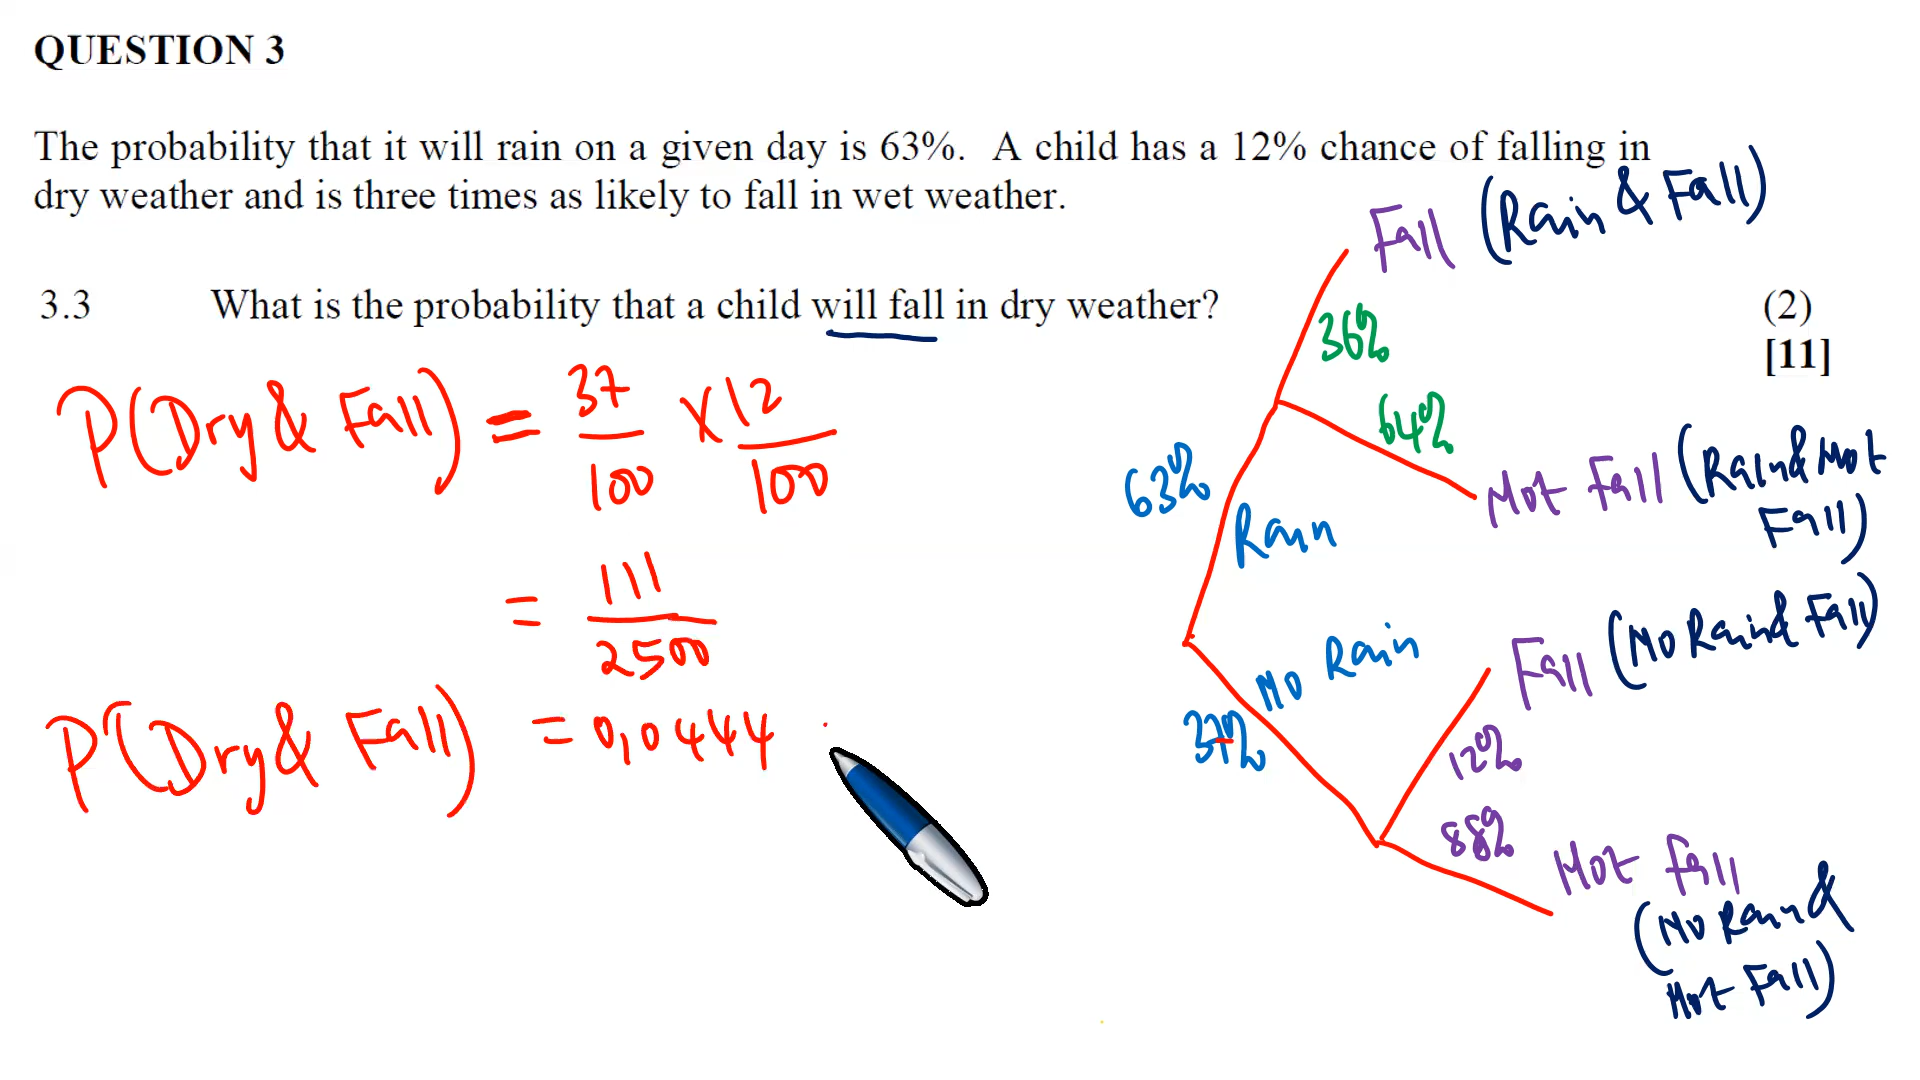 QUESTION 3
The probability that it will rain on a given day is 63%. A child has a 12% chance of falling in
dry weather and is three times as likely to fall in wet weather.
3.3 What is the probability that a child will fall in dry weather? (2)
[11]
P(Dry & Fall) = 37/100 × 12/100
= 111/2500
P(Dry & Fall) = 0,0444
Fall (Rain & Fall)
36%
64%
63%
Rain
Not Fall (Rain & Not
Fall)
No Rain
37%
Fall (No Rain & Fall)
12%
88%
Not Fall
(No Rain &
Not Fall)